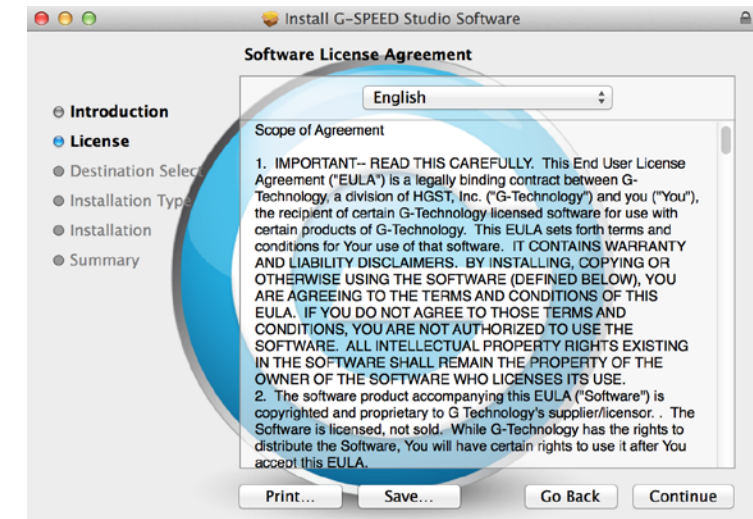 Install G-SPEED Studio Software
Software License Agreement
Introduction
License
Destination Select
Installation Type
Installation
Summary
English
Scope of Agreement
1.  IMPORTANT-- READ THIS CAREFULLY.  This End User License
Agreement ("EULA") is a legally binding contract between G-
Technology, a division of HGST, Inc. ("G-Technology") and you ("You"),
the recipient of certain G-Technology licensed software for use with
certain products of G-Technology.  This EULA sets forth terms and
conditions for Your use of that software.  IT CONTAINS WARRANTY
AND LIABILITY DISCLAIMERS.  BY INSTALLING, COPYING OR
OTHERWISE USING THE SOFTWARE (DEFINED BELOW), YOU
ARE AGREEING TO THE TERMS AND CONDITIONS OF THIS
EULA.  IF YOU DO NOT AGREE TO THOSE TERMS AND
CONDITIONS, YOU ARE NOT AUTHORIZED TO USE THE
SOFTWARE.  ALL INTELLECTUAL PROPERTY RIGHTS EXISTING
IN THE SOFTWARE SHALL REMAIN THE PROPERTY OF THE
OWNER OF THE SOFTWARE WHO LICENSES ITS USE.
2.  The software product accompanying this EULA ("Software") is
copyrighted and proprietary to G Technology's supplier/licensor. .  The
Software is licensed, not sold.  While G-Technology has the rights to
distribute the Software, You will have certain rights to use it after You
accept this EULA.
Print...
Save...
Go Back
Continue